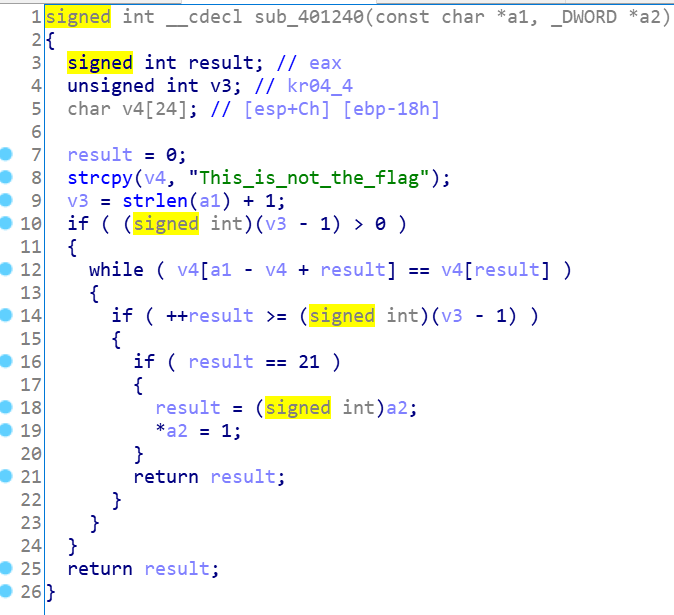 1 signed int __cdecl sub_401240(const char *a1, _DWORD *a2)
2 {
3   signed int result; // eax
4   unsigned int v3; // kr04_4
5   char v4[24]; // [esp+Ch] [ebp-18h]
6
7   result = 0;
8   strcpy(v4, "This_is_not_the_flag");
9   v3 = strlen(a1) + 1;
10   if ( (signed int)(v3 - 1) > 0 )
11   {
12     while ( v4[a1 - v4 + result] == v4[result] )
13     {
14       if ( ++result >= (signed int)(v3 - 1) )
15       {
16         if ( result == 21 )
17         {
18           result = (signed int)a2;
19           *a2 = 1;
20         }
21         return result;
22       }
23     }
24   }
25   return result;
26 }